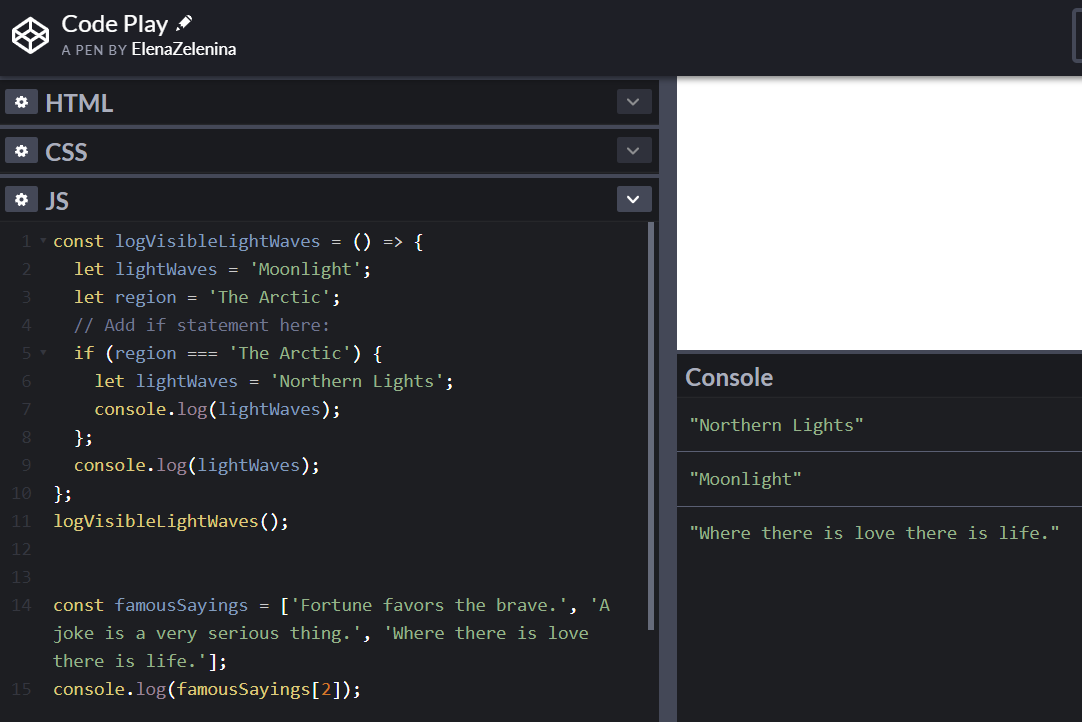 Code Play
A PEN BY ElenaZelenina
HTML
CSS
JS
1 const logVisibleLightWaves = () => {
2 let lightWaves = 'Moonlight';
3 let region = 'The Arctic';
4 // Add if statement here:
5 if (region === 'The Arctic') {
6 let lightWaves = 'Northern Lights';
7 console.log(lightWaves);
8 };
9 console.log(lightWaves);
10 };
11 logVisibleLightWaves();
12
13
14 const famousSayings = ['Fortune favors the brave.', 'A
joke is a very serious thing.', 'Where there is love
there is life.'];
15 console.log(famousSayings[2]);
Console
"Northern Lights"
"Moonlight"
"Where there is love there is life."